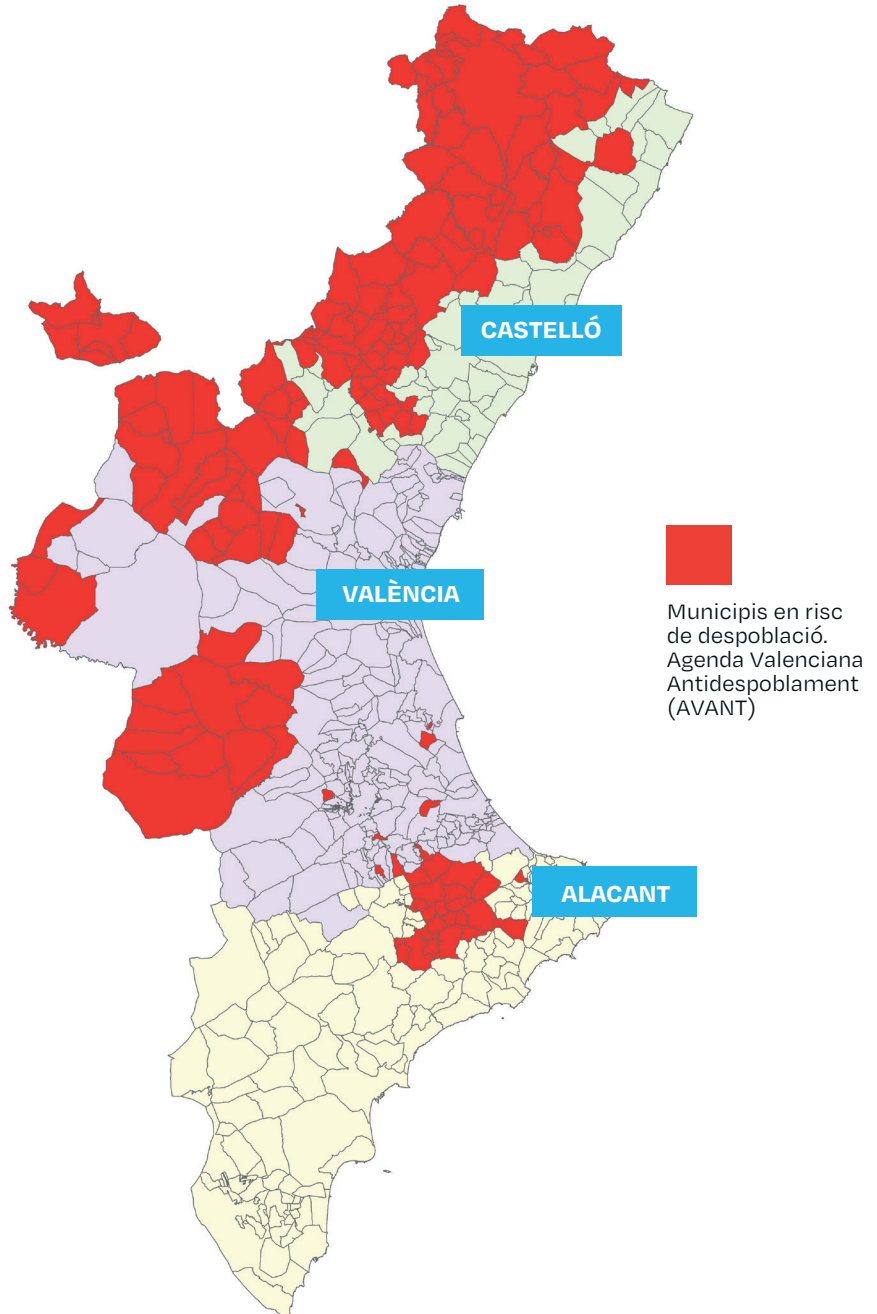 CASTELLÓ
VALÈNCIA
Municipis en risc
de despoblació.
Agenda Valenciana
Antidespoblament
(AVANT)
ALACANT